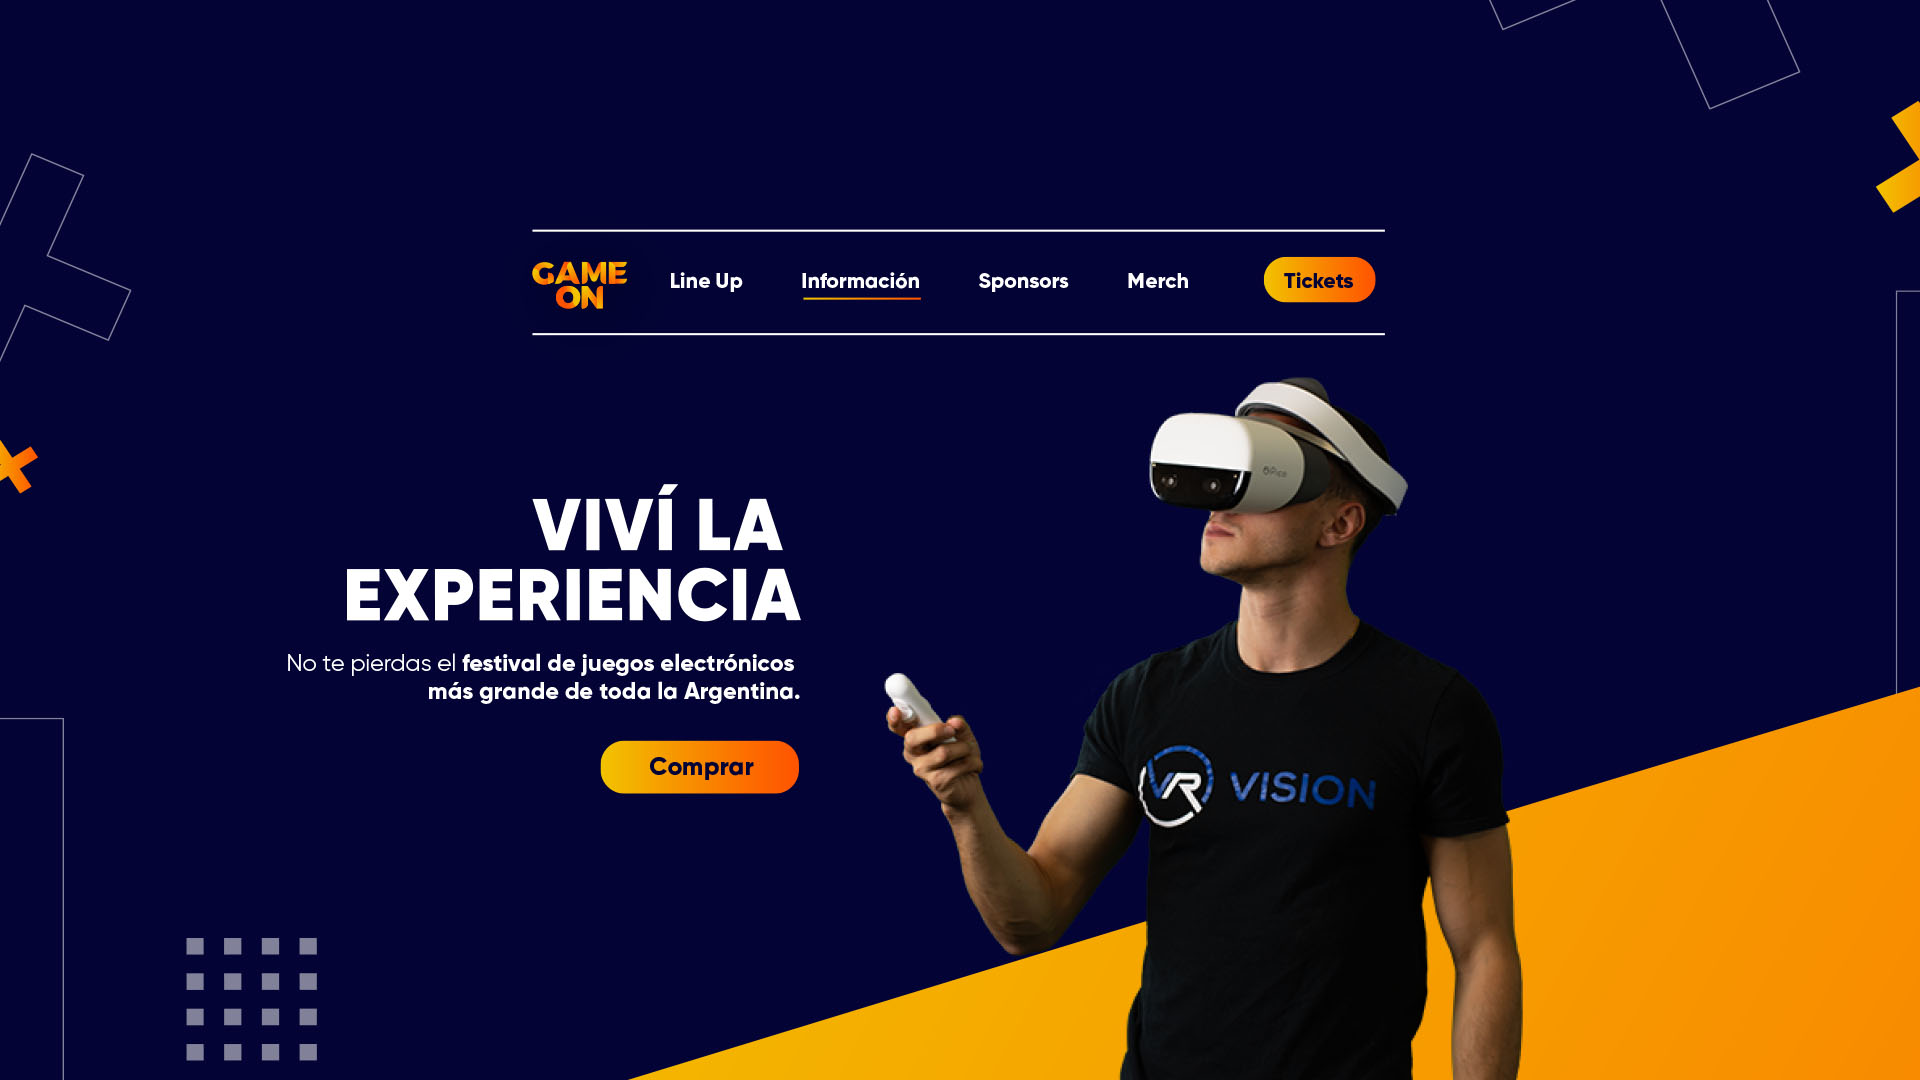 GAME
ON
Line Up
Información
Sponsors
Merch
Tickets
Pico
VIVÍ LA
EXPERIENCIA
No te pierdas el festival de juegos electrónicos
más grande de toda la Argentina.
Comprar
VR VISION